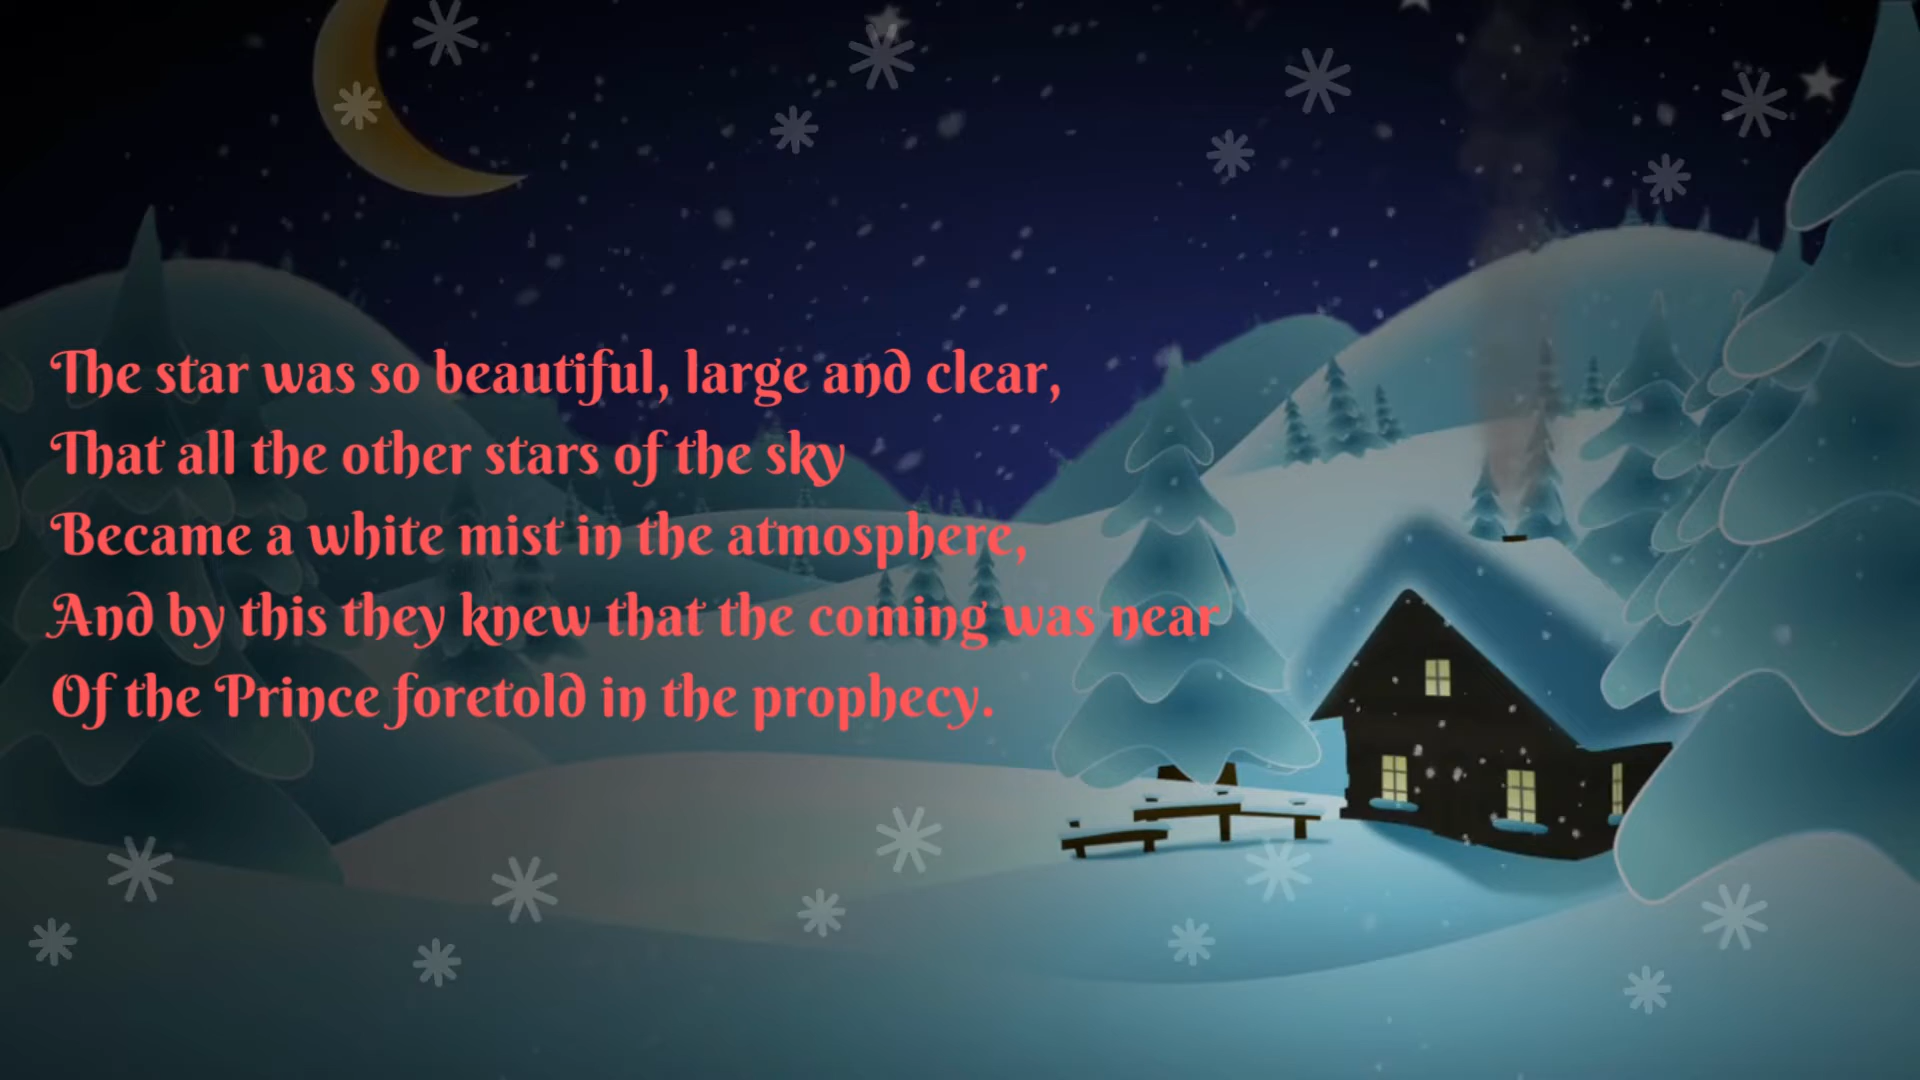 The star was so beautiful, large and clear,
That all the other stars of the sky
Became a white mist in the atmosphere,
And by this they knew that the coming was near
Of the Prince foretold in the prophecy.